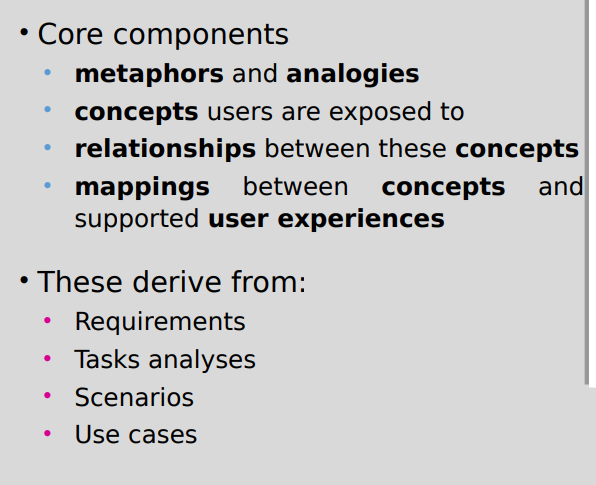 • Core components
• metaphors and analogies
• concepts users are exposed to
• relationships between these concepts
• mappings between concepts and
supported user experiences
• These derive from:
• Requirements
• Tasks analyses
• Scenarios
• Use cases